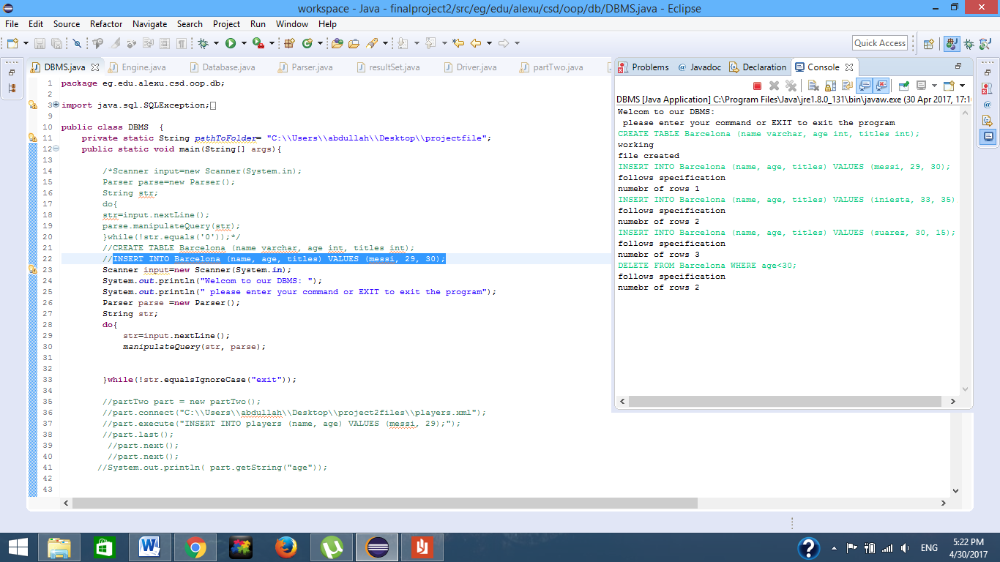 workspace - Java - finalproject2/src/eg/edu/alexu/csd/oop/db/DBMS.java - Eclipse
File Edit Source Refactor Navigate Search Project Run Window Help
Quick Access
DBMS.java Engine.java Database.java Parser.java resultSet.java Driver.java partTwo.java
1 package eg.edu.alexu.csd.oop.db;
2
3 import java.sql.SQLException;
9
10 public class DBMS {
11 private static String pathToFolder= "C:\\Users\\abdullah\\Desktop\\projectfile";
12 public static void main(String[] args){
13
14 /*Scanner input=new Scanner(System.in);
15 Parser parse=new Parser();
16 String str;
17 do{
18 str=input.nextLine();
19 parse.manipulateQuery(str);
20 }while(!str.equals('0'));*/
21 //CREATE TABLE Barcelona (name varchar, age int, titles int);
22 //INSERT INTO Barcelona (name, age, titles) VALUES (messi, 29, 30);
23 Scanner input=new Scanner(System.in);
24 System.out.println("Welcom to our DBMS: ");
25 System.out.println(" please enter your command or EXIT to exit the program");
26 Parser parse =new Parser();
27 String str;
28 do{
29 str=input.nextLine();
30 manipulateQuery(str, parse);
31
32
33 }while(!str.equalsIgnoreCase("exit"));
34
35 //partTwo part = new partTwo();
36 //part.connect("C:\\Users\\abdullah\\Desktop\\project2files\\players.xml");
37 //part.execute("INSERT INTO players (name, age) VALUES (messi, 29);");
38 //part.last();
39 //part.next();
40 //part.next();
41 //System.out.println( part.getString("age"));
42
43
Problems Javadoc Declaration Console
DBMS [Java Application] C:\Program Files\Java\jre1.8.0_131\bin\javaw.exe (30 Apr 2017, 17:1
Welcom to our DBMS:
please enter your command or EXIT to exit the program
CREATE TABLE Barcelona (name varchar, age int, titles int);
working
file created
INSERT INTO Barcelona (name, age, titles) VALUES (messi, 29, 30);
follows specification
numebr of rows 1
INSERT INTO Barcelona (name, age, titles) VALUES (iniesta, 33, 35)
follows specification
numebr of rows 2
INSERT INTO Barcelona (name, age, titles) VALUES (suarez, 30, 15);
follows specification
numebr of rows 3
DELETE FROM Barcelona WHERE age<30;
follows specification
numebr of rows 2
ENG
5:22 PM
4/30/2017